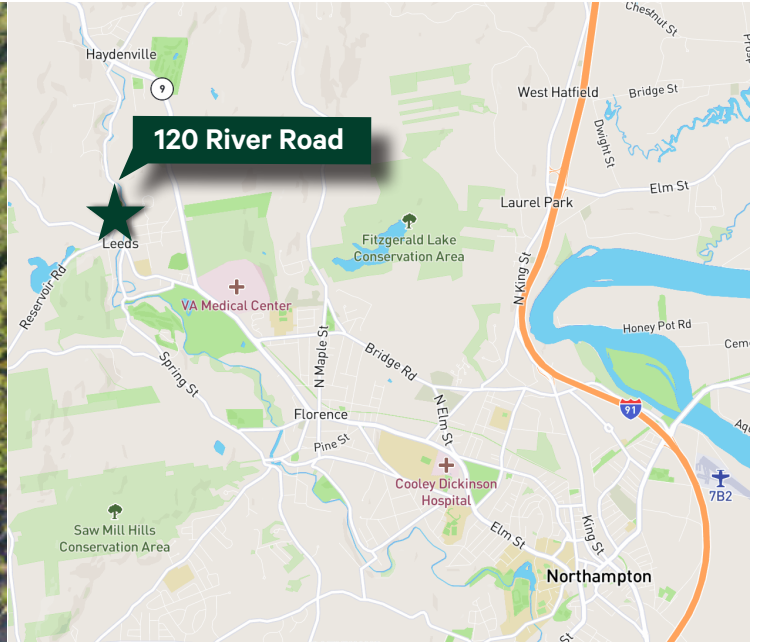 Chestnut St
Haydenville
9
West Hatfield
Bridge St
120 River Road
Dwight St
Elm St
Laurel Park
Leeds
Fitzgerald Lake
Conservation Area
Reservoir Rd
N King St
VA Medical Center
Honey Pot Rd
N Maple St
Bridge Rd
Spring St
91
N Elm St
Florence
Pine St
Cooley Dickinson
Hospital
7B2
Saw Mill Hills
Conservation Area
Elm St
King St
Northampton
St